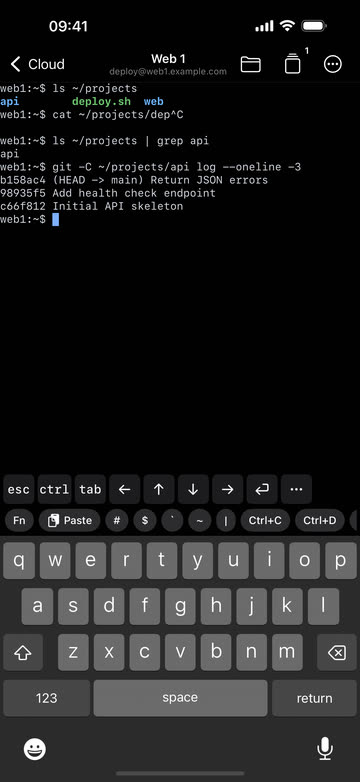 09:41
Cloud
Web 1
deploy@web1.example.com
1
web1:~$ ls ~/projects
api deploy.sh web
web1:~$ cat ~/projects/dep^C
web1:~$ ls ~/projects | grep api
api
web1:~$ git -C ~/projects/api log --oneline -3
b158ac4 (HEAD -> main) Return JSON errors
98935f5 Add health check endpoint
c66f812 Initial API skeleton
web1:~$
esc ctrl tab ← ↑ ↓ → ↵ ...
Fn Paste # $ ` ~ | Ctrl+C Ctrl+D
q w e r t y u i o p
a s d f g h j k l
z x c v b n m
123 space return